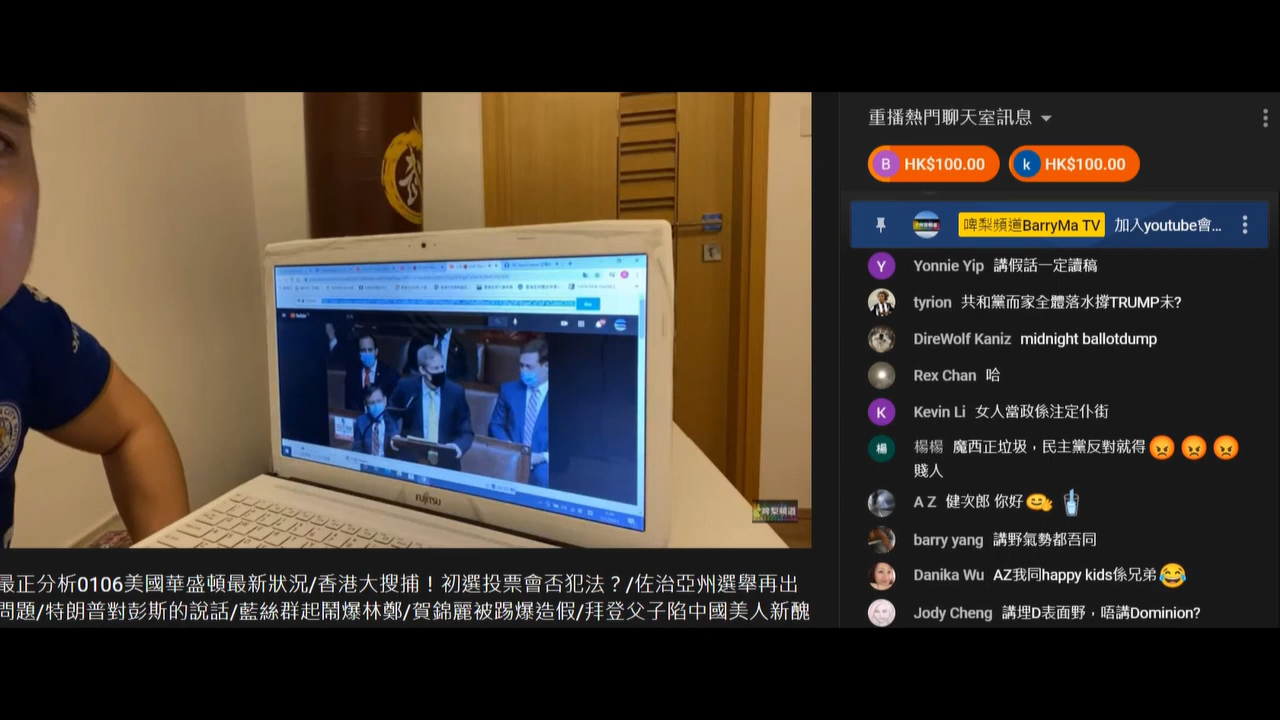 重播熱門聊天室訊息
B HK$100.00 k HK$100.00
啤梨頻道BarryMa TV 加入youtube會...
Y Yonnie Yip 講假話一定讀稿
tyrion 共和黨而家全體落水撐TRUMP未?
DireWolf Kaniz midnight ballotdump
Rex Chan 哈
K Kevin Li 女人當政係注定仆街
楊 楊楊 魔西正垃圾，民主黨反對就得😡😡😡
賤人
A Z 健次郎 你好
barry yang 講野氣勢都吾同
Danika Wu AZ我同happy kids係兄弟😂
Jody Cheng 講埋D表面野，唔講Dominion?
FUJITSU
啤梨頻道
最正分析0106美國華盛頓最新狀況/香港大搜捕！初選投票會否犯法？/佐治亞州選舉再出
問題/特朗普對彭斯的說話/藍絲群起鬧爆林鄭/賀錦麗被踢爆造假/拜登父子陷中國美人新醜